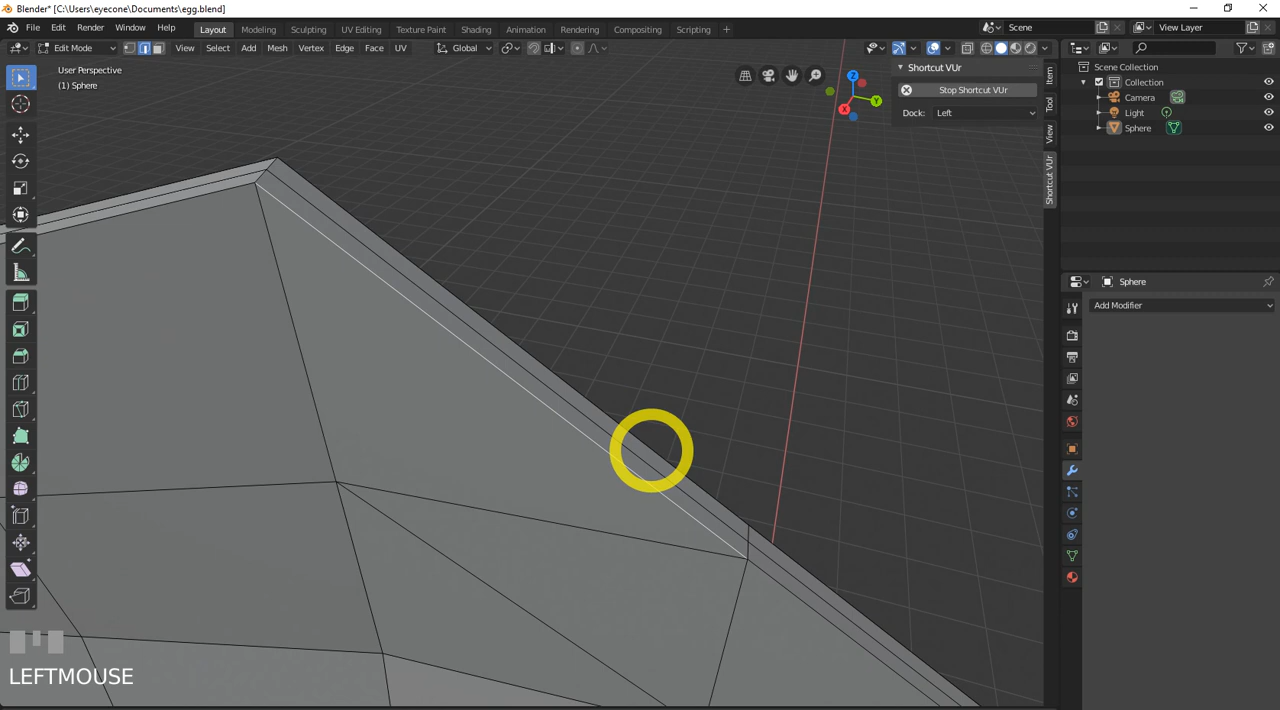 Blender* [C:\Users\eyecone\Documents\egg.blend]
File Edit Render Window Help
Layout Modeling Sculpting UV Editing Texture Paint Shading Animation Rendering Compositing Scripting +
Scene
View Layer
Edit Mode
View Select Add Mesh Vertex Edge Face UV
Global
User Perspective
(1) Sphere
Z
Y
X
Shortcut VUr
Stop Shortcut VUr
Dock: Left
Item
Tool
View
Shortcut VUr
Scene Collection
Collection
Camera
Light
Sphere
Sphere
Add Modifier
LEFTMOUSE